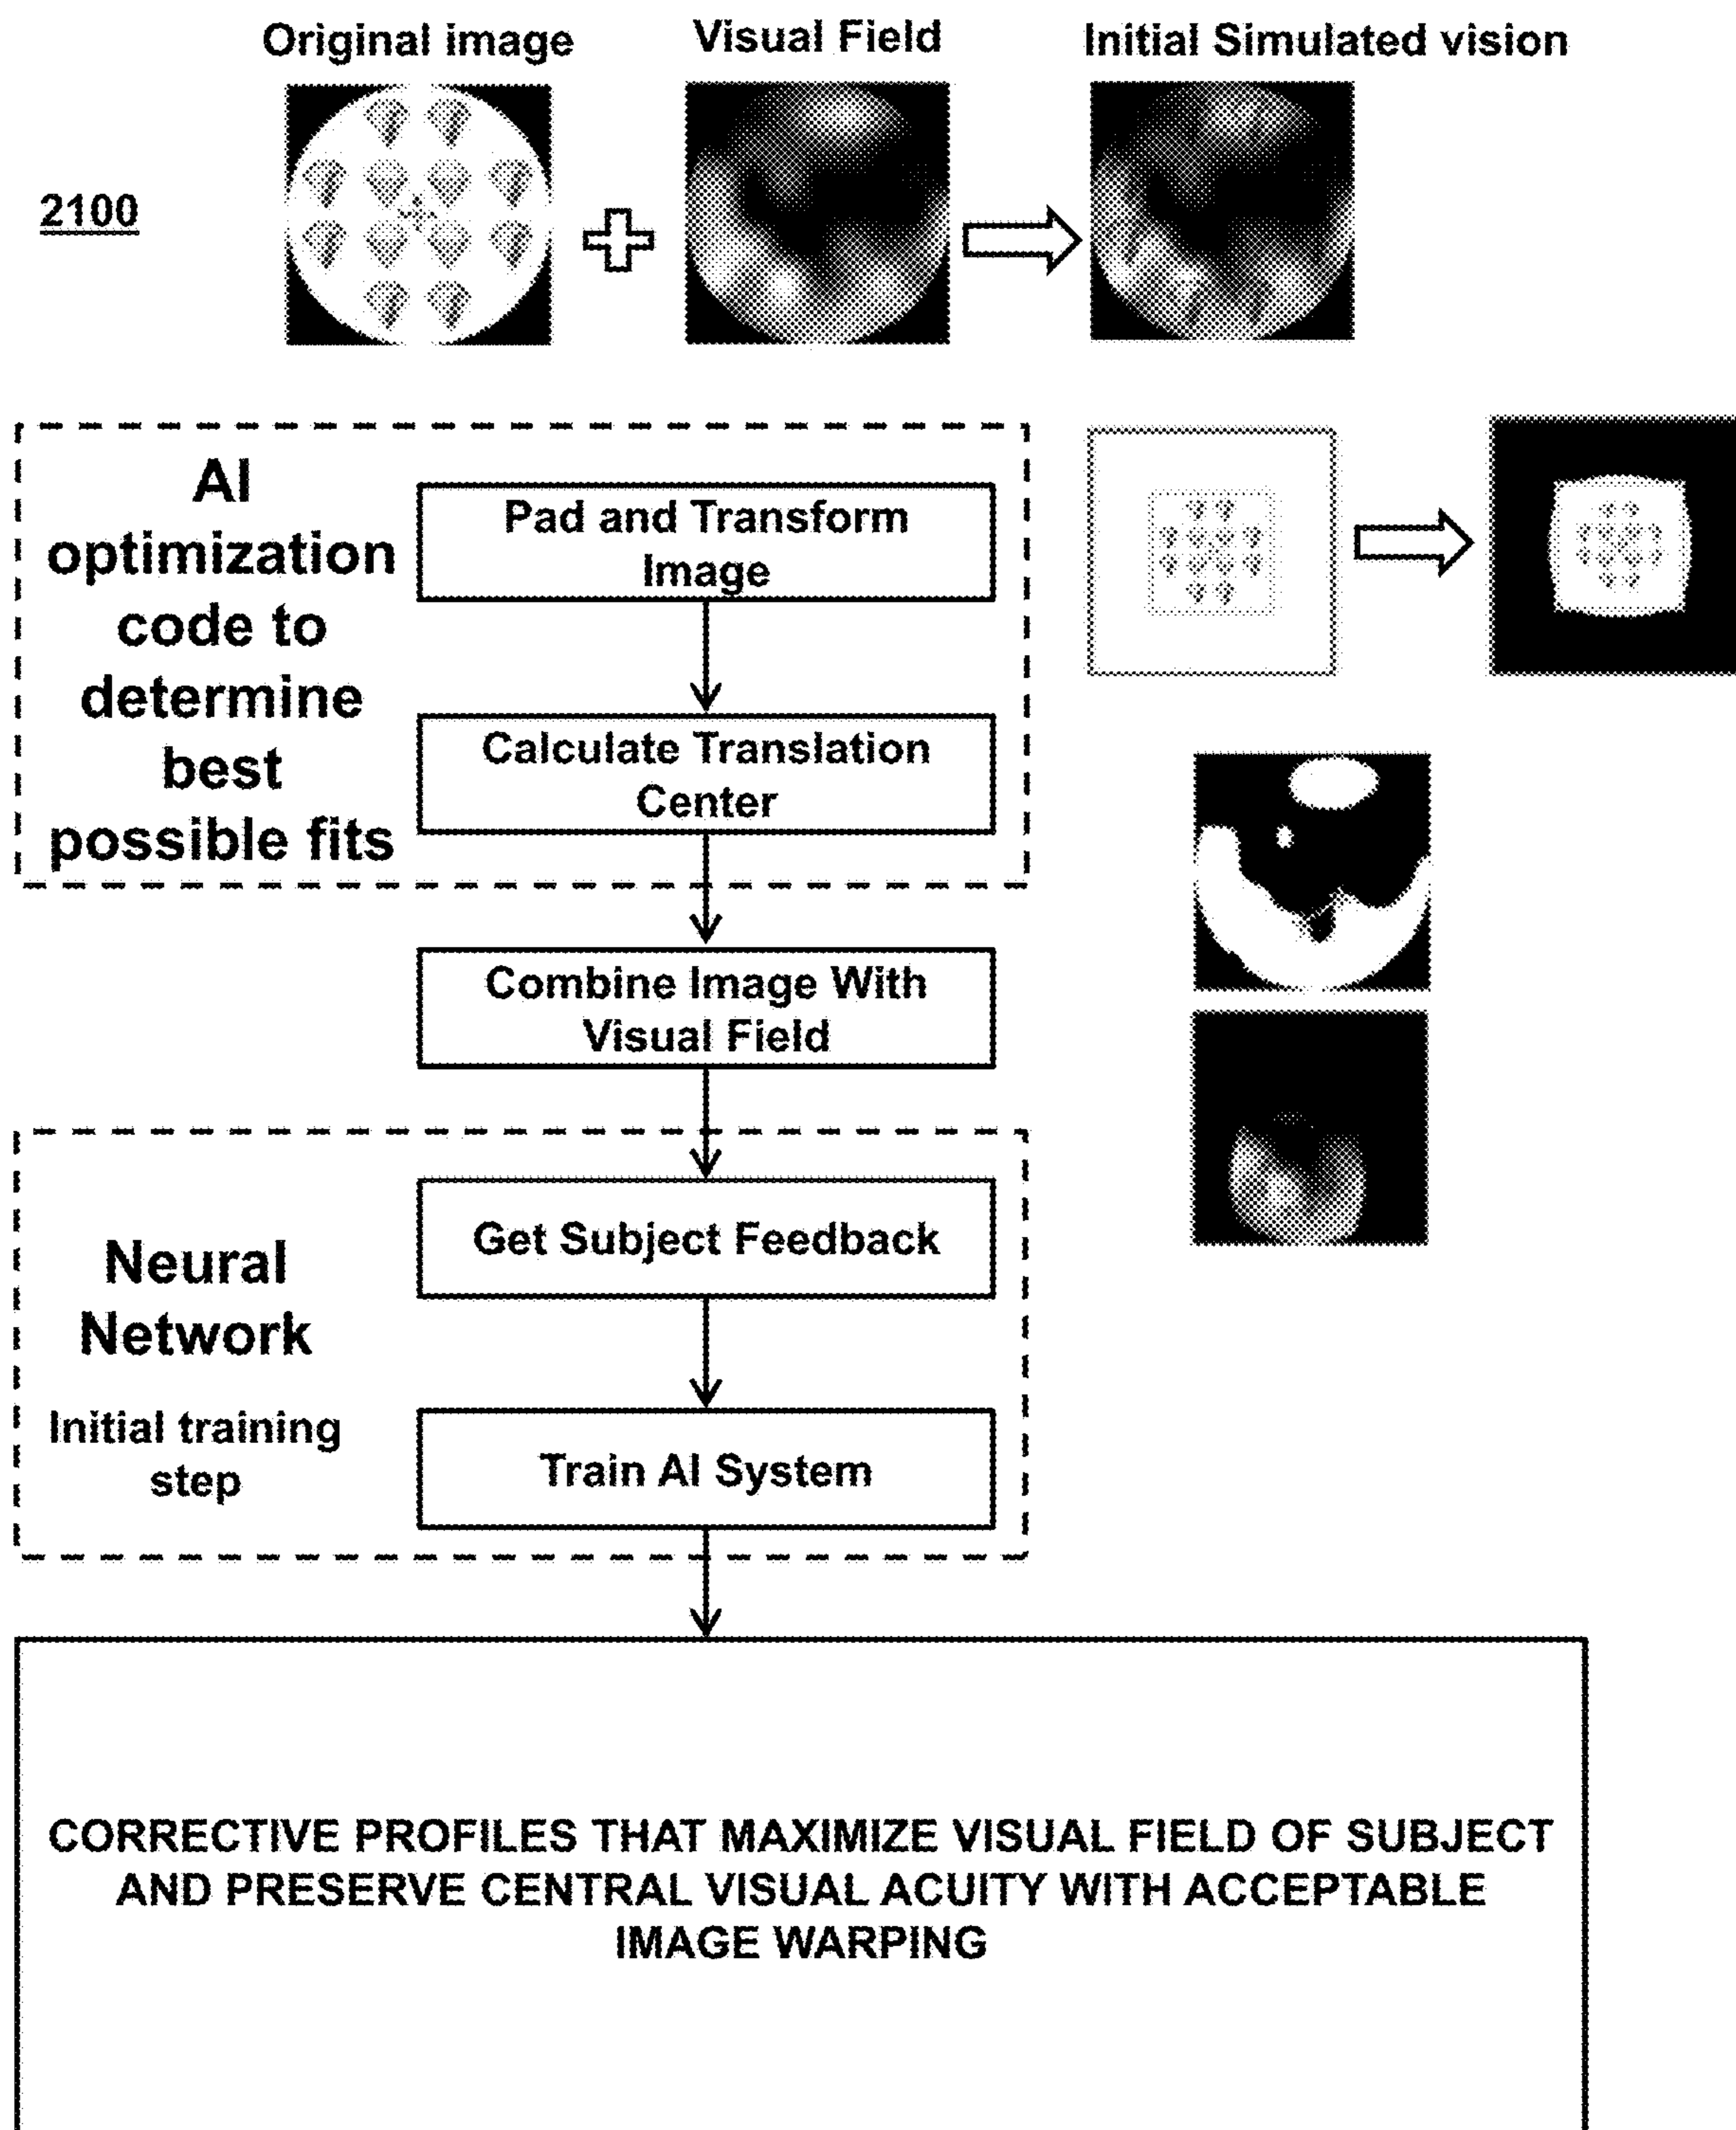 Original image
Visual Field
Initial Simulated vision
2100
AI
optimization
code to
determine
best
possible fits
Pad and Transform
Image
Calculate Translation
Center
Combine Image With
Visual Field
Neural
Network
Initial training
step
Get Subject Feedback
Train AI System
CORRECTIVE PROFILES THAT MAXIMIZE VISUAL FIELD OF SUBJECT
AND PRESERVE CENTRAL VISUAL ACUITY WITH ACCEPTABLE
IMAGE WARPING